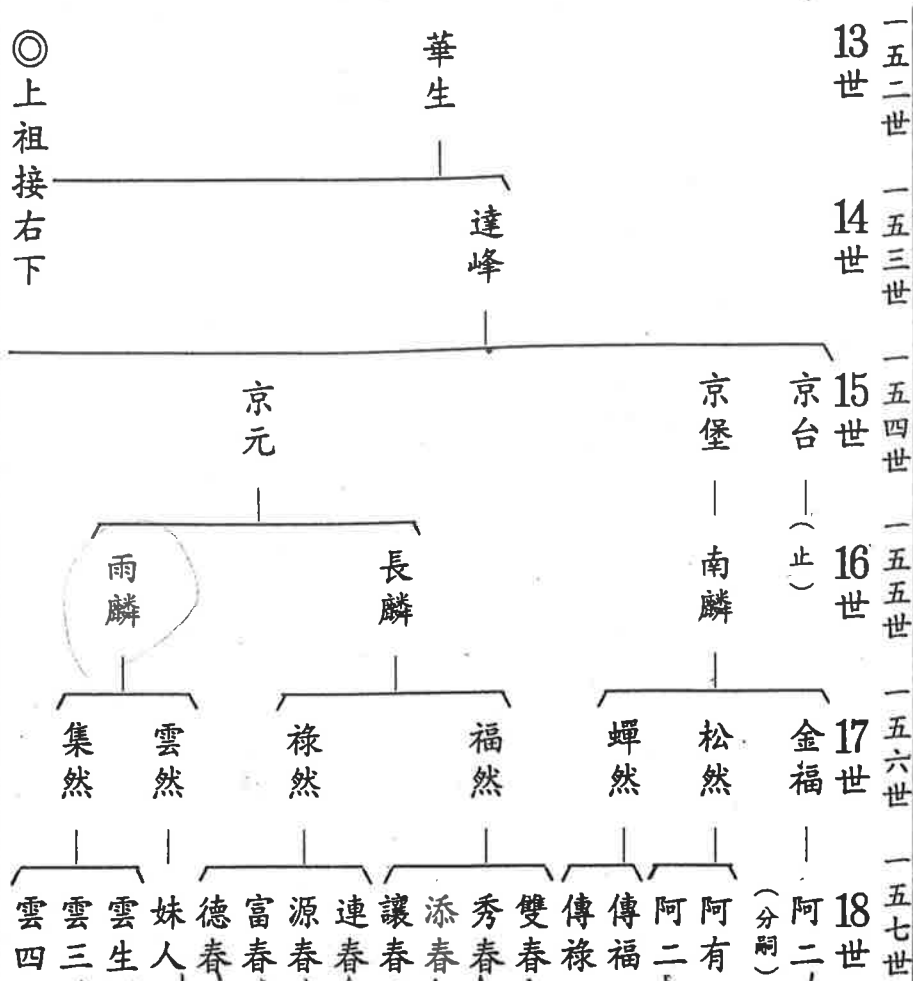 一五二世
13世
華生
◎上祖接右下
一五三世
14世
達峰
一五四世
15世
京台
京堡
京元
一五五世
16世
（止）
南麟
長麟
雨麟
一五六世
17世
金福
松然
蟬然
福然
祿然
雲然
集然
一五七世
18世
阿二
（分嗣）
阿有
阿二
傳福
傳祿
雙春
秀春
添春
讓春
連春
源春
富春
德春
妹人
雲生
雲三
雲四